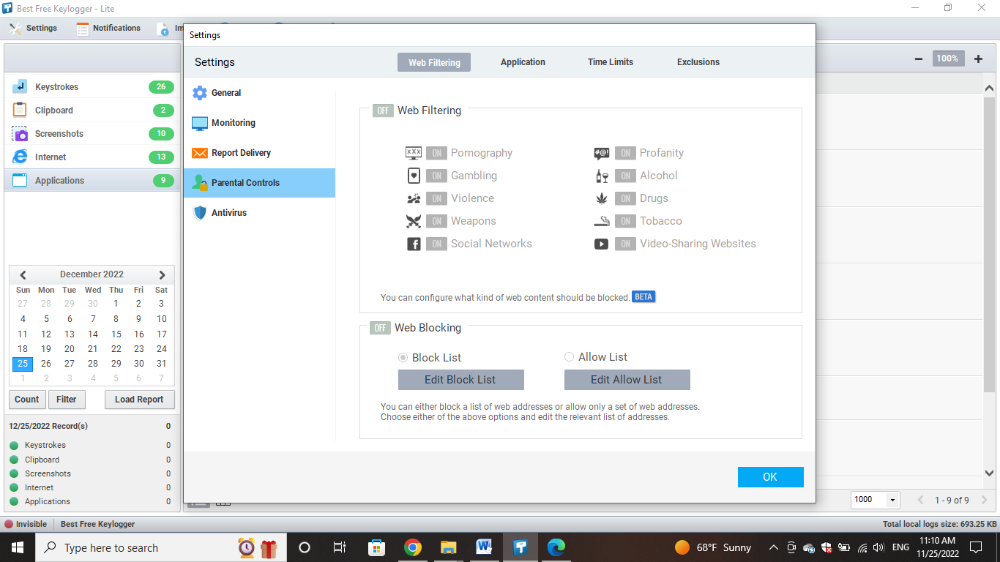 Best Free Keylogger - Lite
Settings
Notifications
Settings
Settings
Web Filtering
Application
Time Limits
Exclusions
100%
Keystrokes 26
Clipboard 2
Screenshots 10
Internet 13
Applications 9
General
Monitoring
Report Delivery
Parental Controls
Antivirus
OFF Web Filtering
XXX ON Pornography
#@! ON Profanity
ON Gambling
ON Alcohol
ON Violence
ON Drugs
ON Weapons
ON Tobacco
ON Social Networks
ON Video-Sharing Websites
You can configure what kind of web content should be blocked. BETA
OFF Web Blocking
Block List
Allow List
Edit Block List
Edit Allow List
You can either block a list of web addresses or allow only a set of web addresses.
Choose either of the above options and edit the relevant list of addresses.
OK
December 2022
Sun Mon Tue Wed Thu Fri Sat
27 28 29 30 1 2 3
4 5 6 7 8 9 10
11 12 13 14 15 16 17
18 19 20 21 22 23 24
25 26 27 28 29 30 31
1 2 3 4 5 6 7
Count Filter Load Report
12/25/2022 Record(s) 0
Keystrokes 0
Clipboard 0
Screenshots 0
Internet 0
Applications 0
1000
1 - 9 of 9
Invisible
Best Free Keylogger
Total local logs size: 693.25 KB
Type here to search
68°F Sunny
ENG
11:10 AM
11/25/2022